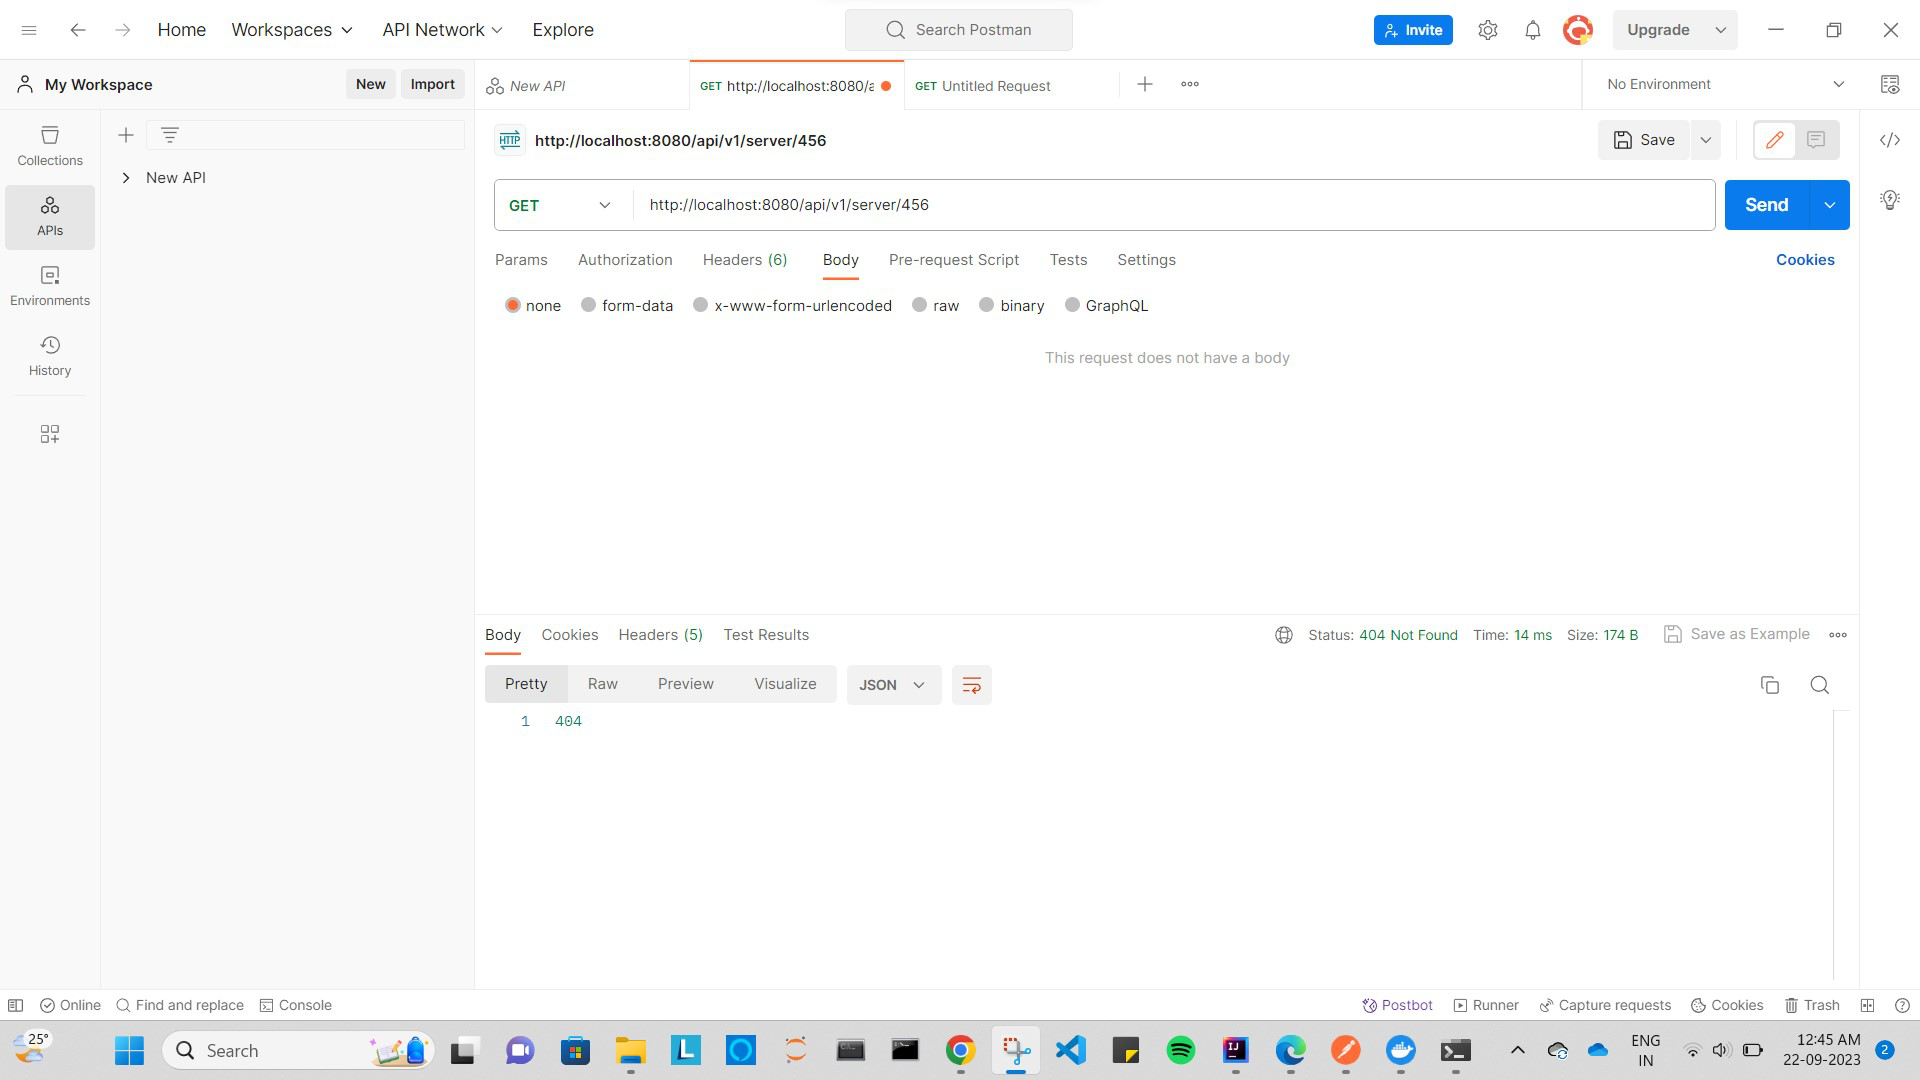 Home Workspaces API Network Explore Search Postman Invite Upgrade
My Workspace New Import New API GET http://localhost:8080/a GET Untitled Request No Environment
Collections
APIs
Environments
History
New API
HTTP http://localhost:8080/api/v1/server/456 Save
GET http://localhost:8080/api/v1/server/456 Send
Params Authorization Headers (6) Body Pre-request Script Tests Settings Cookies
none form-data x-www-form-urlencoded raw binary GraphQL
This request does not have a body
Body Cookies Headers (5) Test Results Status: 404 Not Found Time: 14 ms Size: 174 B Save as Example
Pretty Raw Preview Visualize JSON
1 404
Online Find and replace Console Postbot Runner Capture requests Cookies Trash
25° Search L IJ ENG 12:45 AM
IN 22-09-2023 2